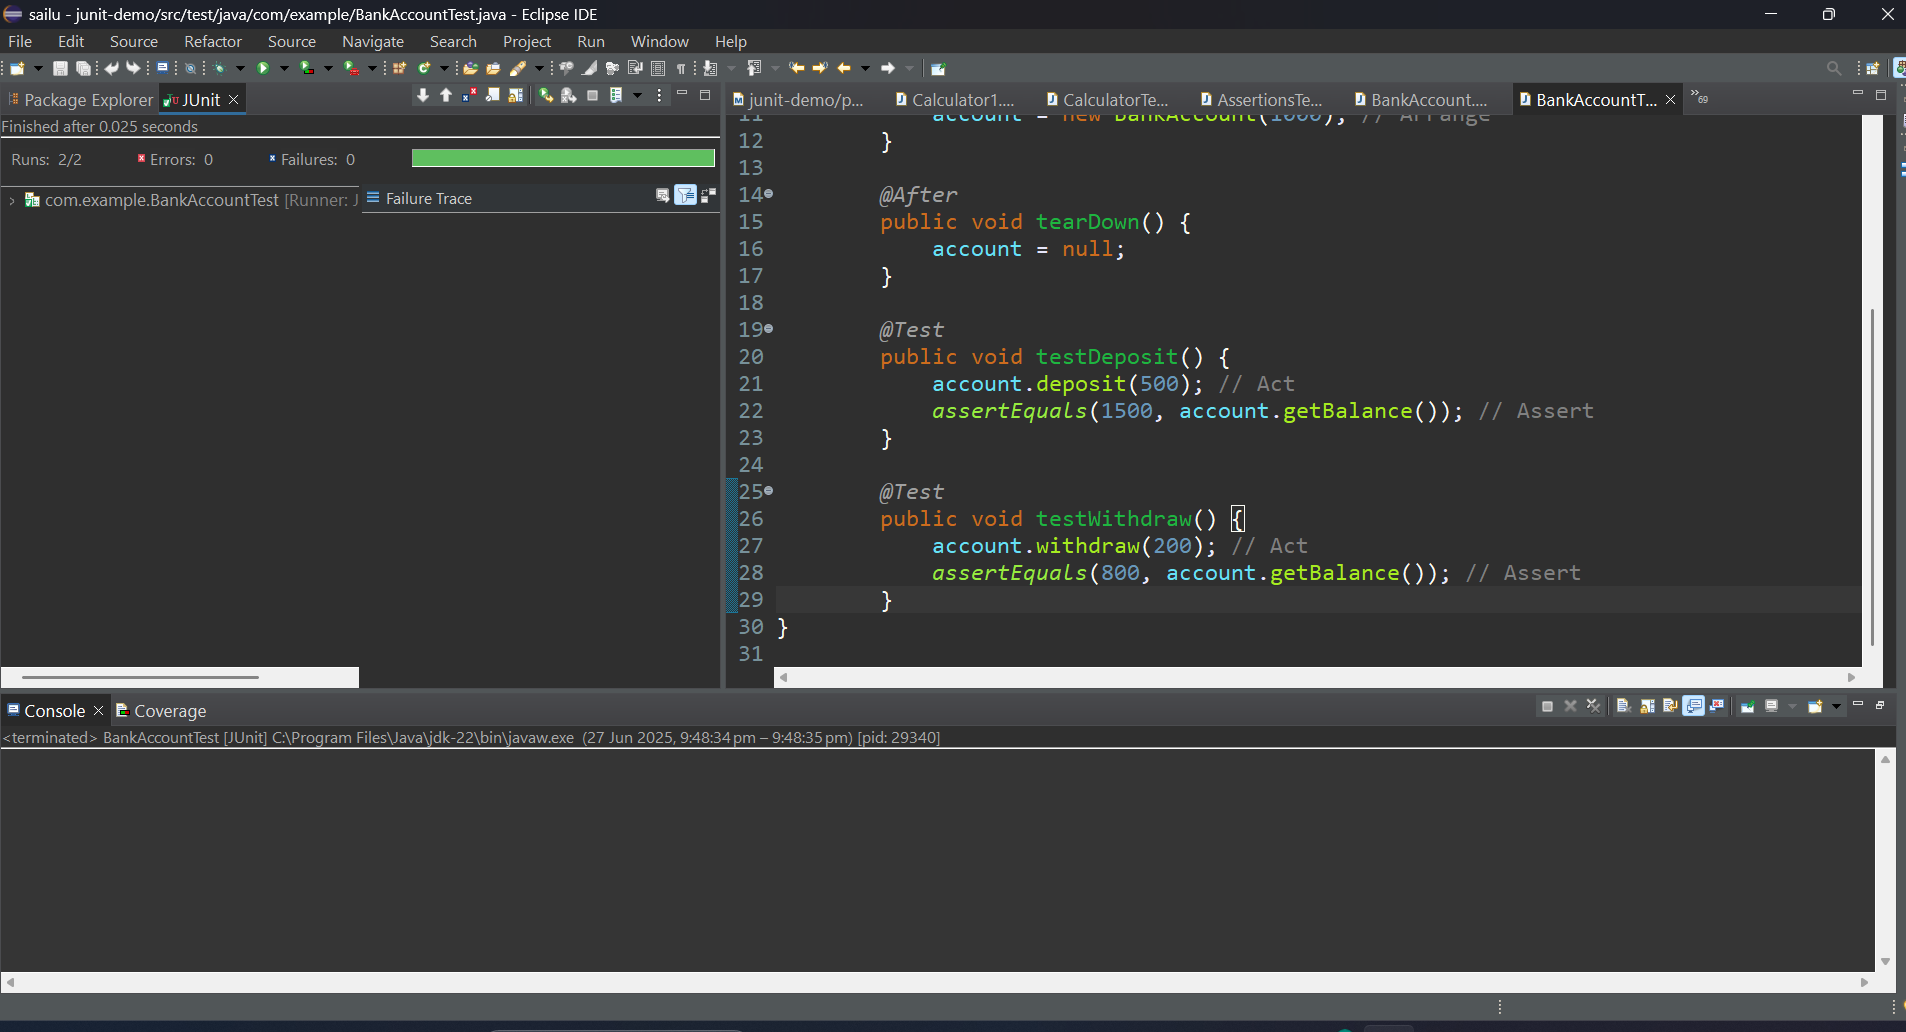 sailu - junit-demo/src/test/java/com/example/BankAccountTest.java - Eclipse IDE
File Edit Source Refactor Source Navigate Search Project Run Window Help
Package Explorer JUnit
junit-demo/p... Calculator1.... CalculatorTe... AssertionsTe... BankAccount.... BankAccountT... »69
Finished after 0.025 seconds
Runs: 2/2 Errors: 0 Failures: 0
com.example.BankAccountTest [Runner: J
Failure Trace
11 account = new BankAccount(1000); // Arrange
12 }
13
14 @After
15 public void tearDown() {
16 account = null;
17 }
18
19 @Test
20 public void testDeposit() {
21 account.deposit(500); // Act
22 assertEquals(1500, account.getBalance()); // Assert
23 }
24
25 @Test
26 public void testWithdraw() {
27 account.withdraw(200); // Act
28 assertEquals(800, account.getBalance()); // Assert
29 }
30 }
31
Console Coverage
<terminated> BankAccountTest [JUnit] C:\Program Files\Java\jdk-22\bin\javaw.exe (27 Jun 2025, 9:48:34 pm – 9:48:35 pm) [pid: 29340]